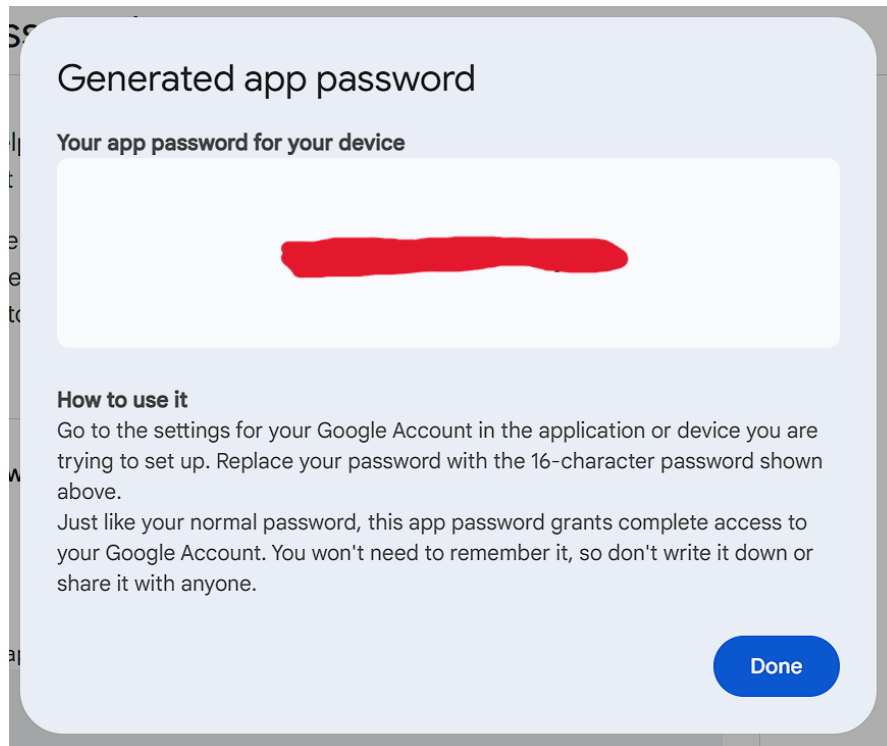 Generated app password
Your app password for your device
How to use it
Go to the settings for your Google Account in the application or device you are
trying to set up. Replace your password with the 16-character password shown
above.
Just like your normal password, this app password grants complete access to
your Google Account. You won't need to remember it, so don't write it down or
share it with anyone.
Done